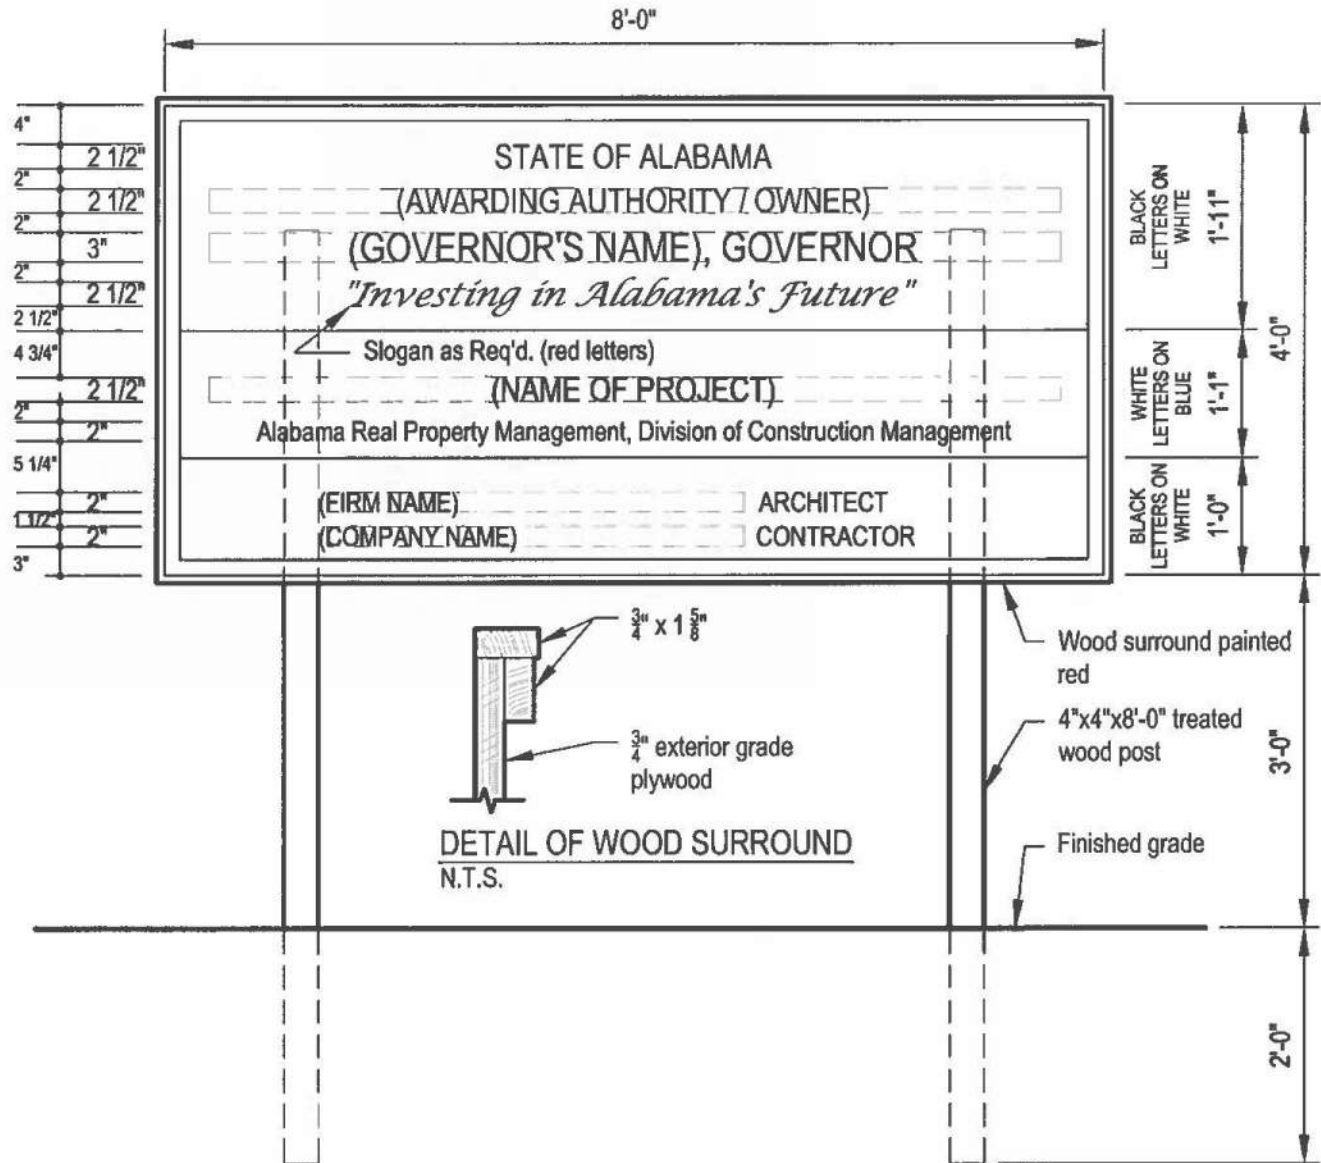 8'-0"
4"
2 1/2"
2"
2 1/2"
2"
3"
2"
2 1/2"
2 1/2"
4 3/4"
2 1/2"
2"
2"
5 1/4"
2"
1 1/2"
2"
3"
STATE OF ALABAMA
(AWARDING AUTHORITY / OWNER)
(GOVERNOR'S NAME), GOVERNOR
"Investing in Alabama's Future"
Slogan as Req'd. (red letters)
(NAME OF PROJECT)
Alabama Real Property Management, Division of Construction Management
(FIRM NAME) ARCHITECT
(COMPANY NAME) CONTRACTOR
BLACK
LETTERS ON
WHITE
1'-11"
WHITE
LETTERS ON
BLUE
1'-1"
BLACK
LETTERS ON
WHITE
1'-0"
4'-0"
3/4" x 1 5/8"
3/4" exterior grade
plywood
DETAIL OF WOOD SURROUND
N.T.S.
Wood surround painted
red
4"x4"x8'-0" treated
wood post
Finished grade
3'-0"
2'-0"